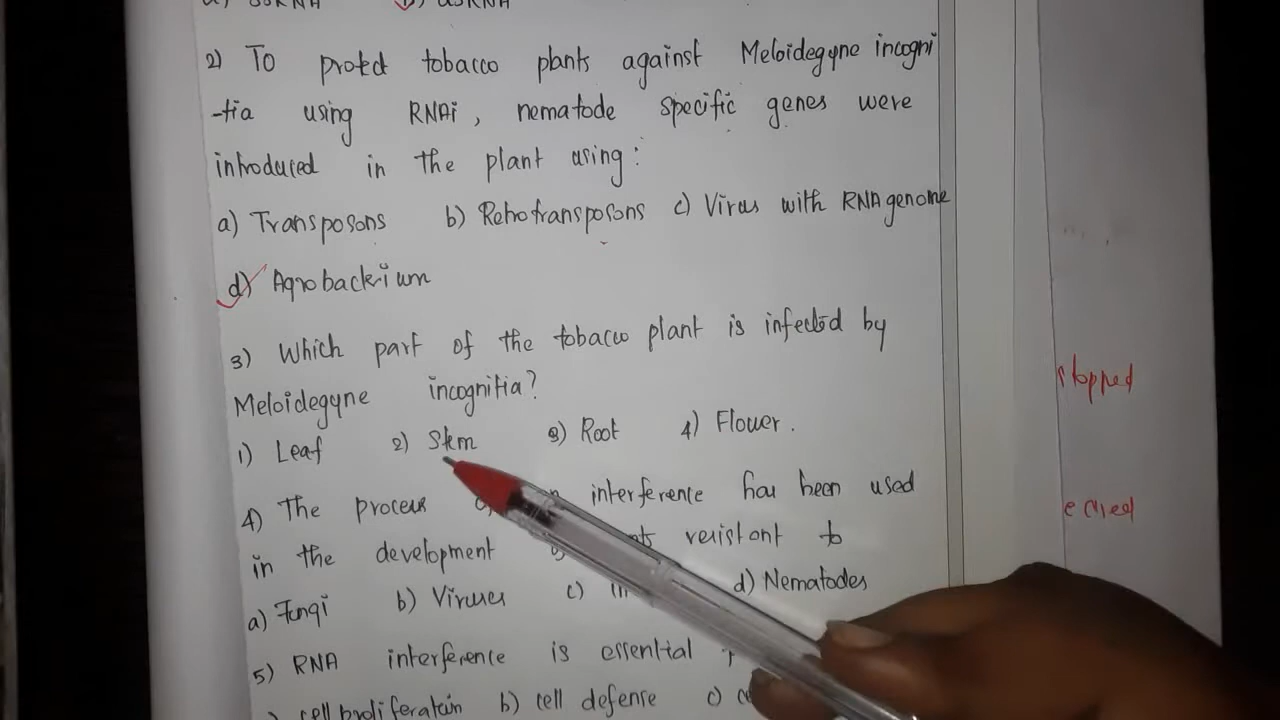 2) To protect tobacco plants against Meloidegyne incogni
-tia using RNAi, nematode specific genes were
introduced in the plant using:
a) Transposons b) Retrotransposons c) Virus with RNA genome
d) Agrobacterium
3) Which part of the tobacco plant is infected by
Meloidegyne incognitia?
1) Leaf 2) Stem 3) Root 4) Flower.
4) The process interference has been used
in the development resistant to
a) Fungi b) Viruses c) d) Nematodes
5) RNA interference is essential
cell proliferatain b) cell defense c)
stopped